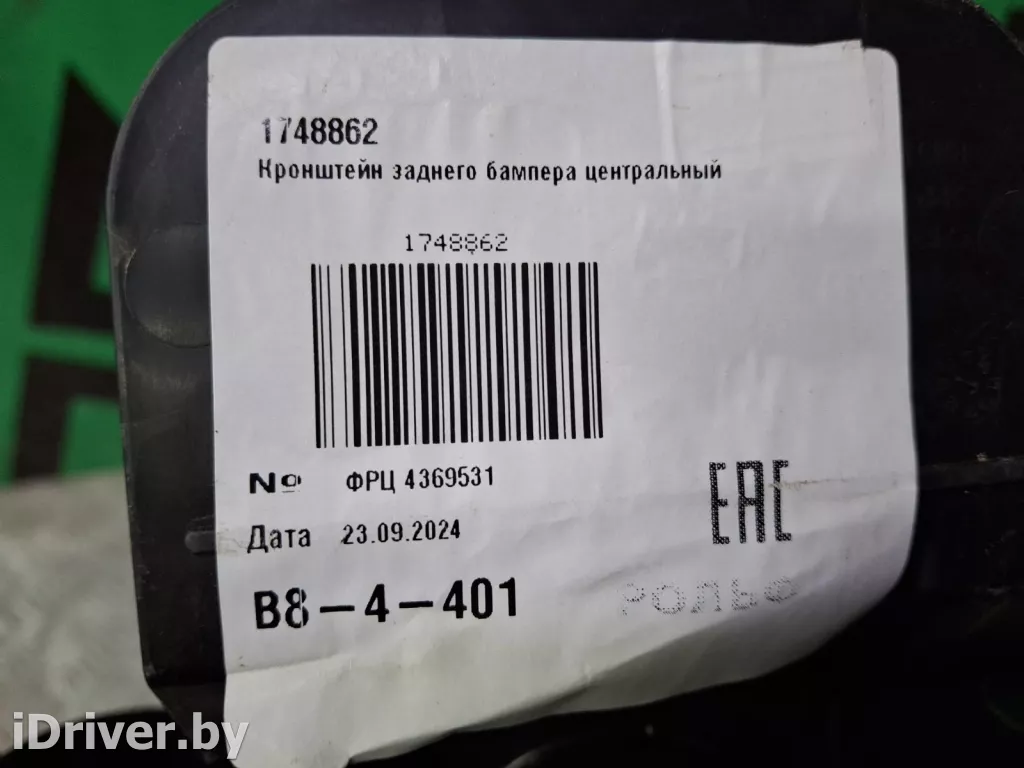 1748862
Кронштейн заднего бампера центральный
1748862
№ ФРЦ 4369531
Дата 23.09.2024
EAC
B8-4-401
РОЛЬФ
iDriver.by